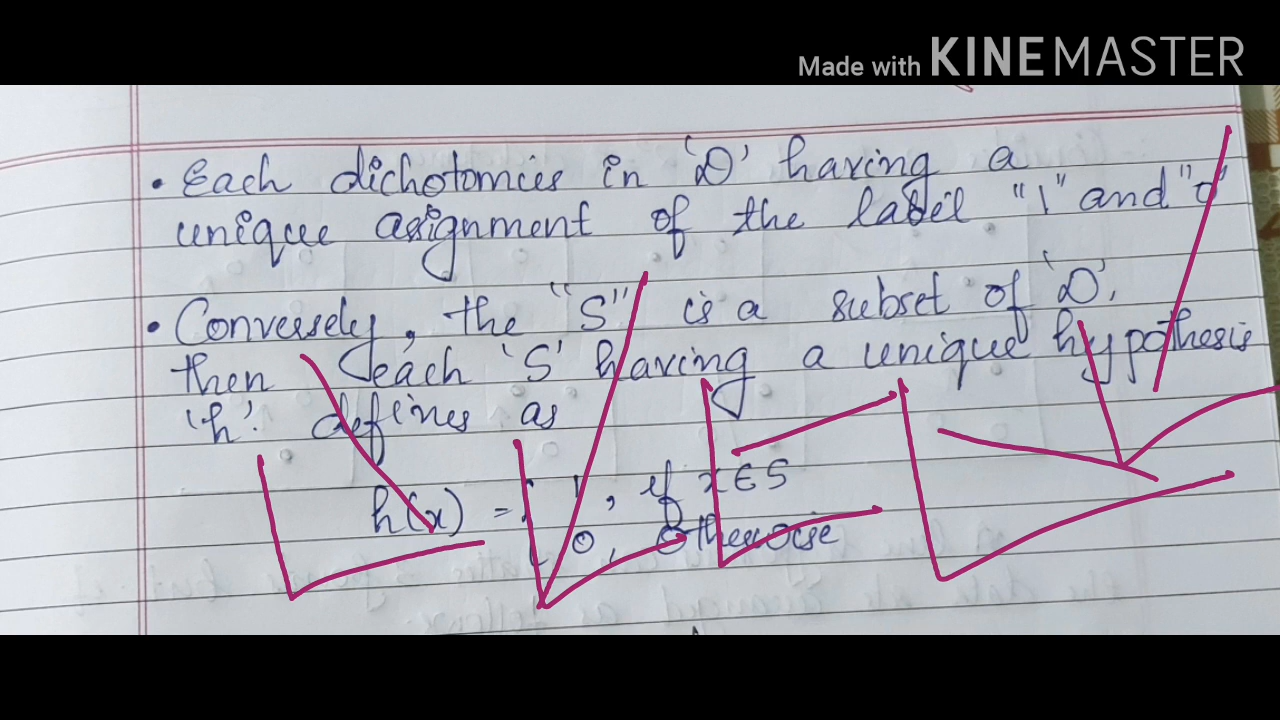 Made with KINEMASTER
• Each dichotomies in 'D' having a
unique assignment of the label "1" and "0"
• Conversely, the "S" is a subset of 'D',
then each 'S' having a unique hypothesis
'h'. defines as
h(x) = { 1, if x ∈ S
{ 0, otherwise